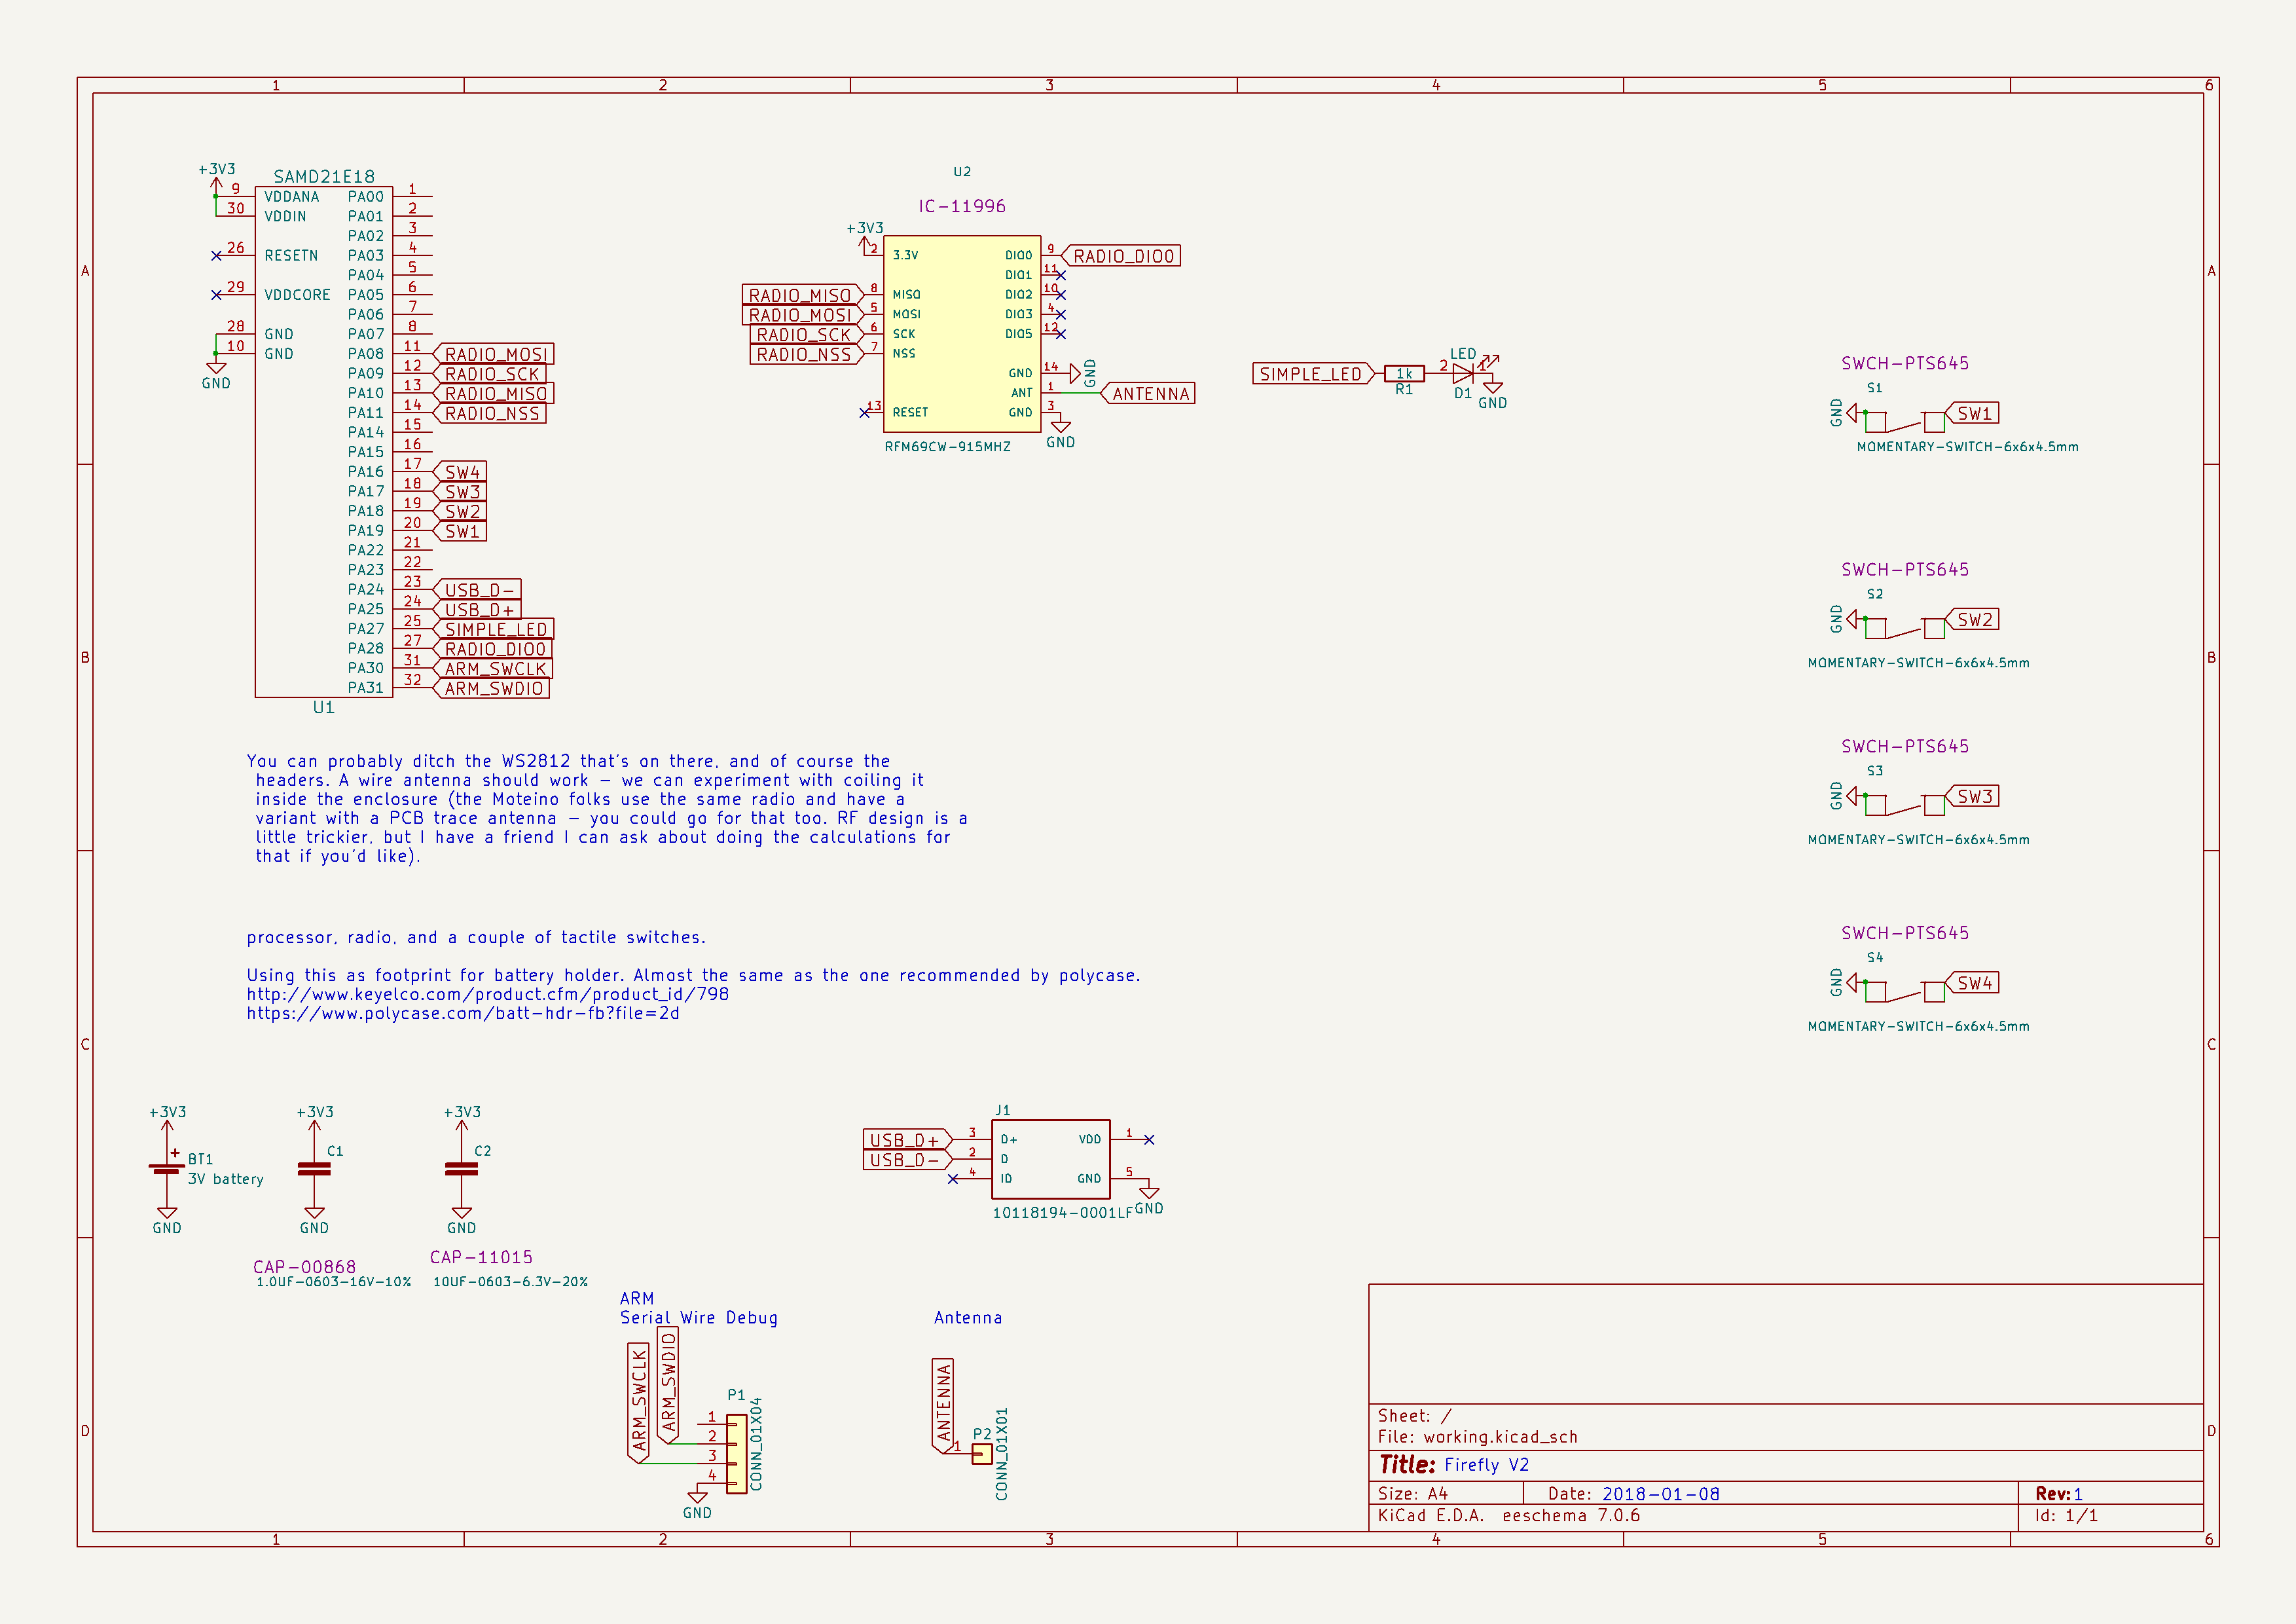 1 2 3 4 5 6
A
B
C
D
A
B
C
D
1 2 3 4 5 6
+3V3
SAMD21E18
9 VDDANA
30 VDDIN
26 RESETN
29 VDDCORE
28 GND
10 GND
GND
PA00 1
PA01 2
PA02 3
PA03 4
PA04 5
PA05 6
PA06 7
PA07 8
PA08 11 RADIO_MOSI
PA09 12 RADIO_SCK
PA10 13 RADIO_MISO
PA11 14 RADIO_NSS
PA14 15
PA15 16
PA16 17 SW4
PA17 18 SW3
PA18 19 SW2
PA19 20 SW1
PA22 21
PA23 22
PA24 23 USB_D-
PA25 24 USB_D+
PA27 25 SIMPLE_LED
PA28 27 RADIO_DIO0
PA30 31 ARM_SWCLK
PA31 32 ARM_SWDIO
U1
U2
IC-11996
+3V3
2 3.3V
RADIO_MISO 8 MISO
RADIO_MOSI 5 MOSI
RADIO_SCK 6 SCK
RADIO_NSS 7 NSS
13 RESET
DIO0 9 RADIO_DIO0
DIO1 11
DIO2 10
DIO3 4
DIO5 12
GND 14 GND
ANT 1 ANTENNA
GND 3
GND
RFM69CW-915MHZ
SIMPLE_LED 1k R1
2 LED 1
D1
GND
SWCH-PTS645
S1
GND SW1
MOMENTARY-SWITCH-6x6x4.5mm
SWCH-PTS645
S2
GND SW2
MOMENTARY-SWITCH-6x6x4.5mm
SWCH-PTS645
S3
GND SW3
MOMENTARY-SWITCH-6x6x4.5mm
SWCH-PTS645
S4
GND SW4
MOMENTARY-SWITCH-6x6x4.5mm
You can probably ditch the WS2812 that's on there, and of course the
headers. A wire antenna should work - we can experiment with coiling it
inside the enclosure (the Moteino folks use the same radio and have a
variant with a PCB trace antenna - you could go for that too. RF design is a
little trickier, but I have a friend I can ask about doing the calculations for
that if you'd like).
processor, radio, and a couple of tactile switches.
Using this as footprint for battery holder. Almost the same as the one recommended by polycase.
http://www.keyelco.com/product.cfm/product_id/798
https://www.polycase.com/batt-hdr-fb?file=2d
+3V3
+
BT1
3V battery
GND
+3V3
C1
GND
CAP-00868
1.0UF-0603-16V-10%
+3V3
C2
GND
CAP-11015
10UF-0603-6.3V-20%
J1
USB_D+ 3 D+
USB_D- 2 D
4 ID
VDD 1
GND 5
10118194-0001LF
GND
ARM
Serial Wire Debug
ARM_SWCLK
ARM_SWDIO
P1
1
2
3
4
CONN_01X04
GND
Antenna
ANTENNA
1
P2
CONN_01X01
Sheet: /
File: working.kicad_sch
Title: Firefly V2
Size: A4 Date: 2018-01-08 Rev: 1
KiCad E.D.A. eeschema 7.0.6 Id: 1/1